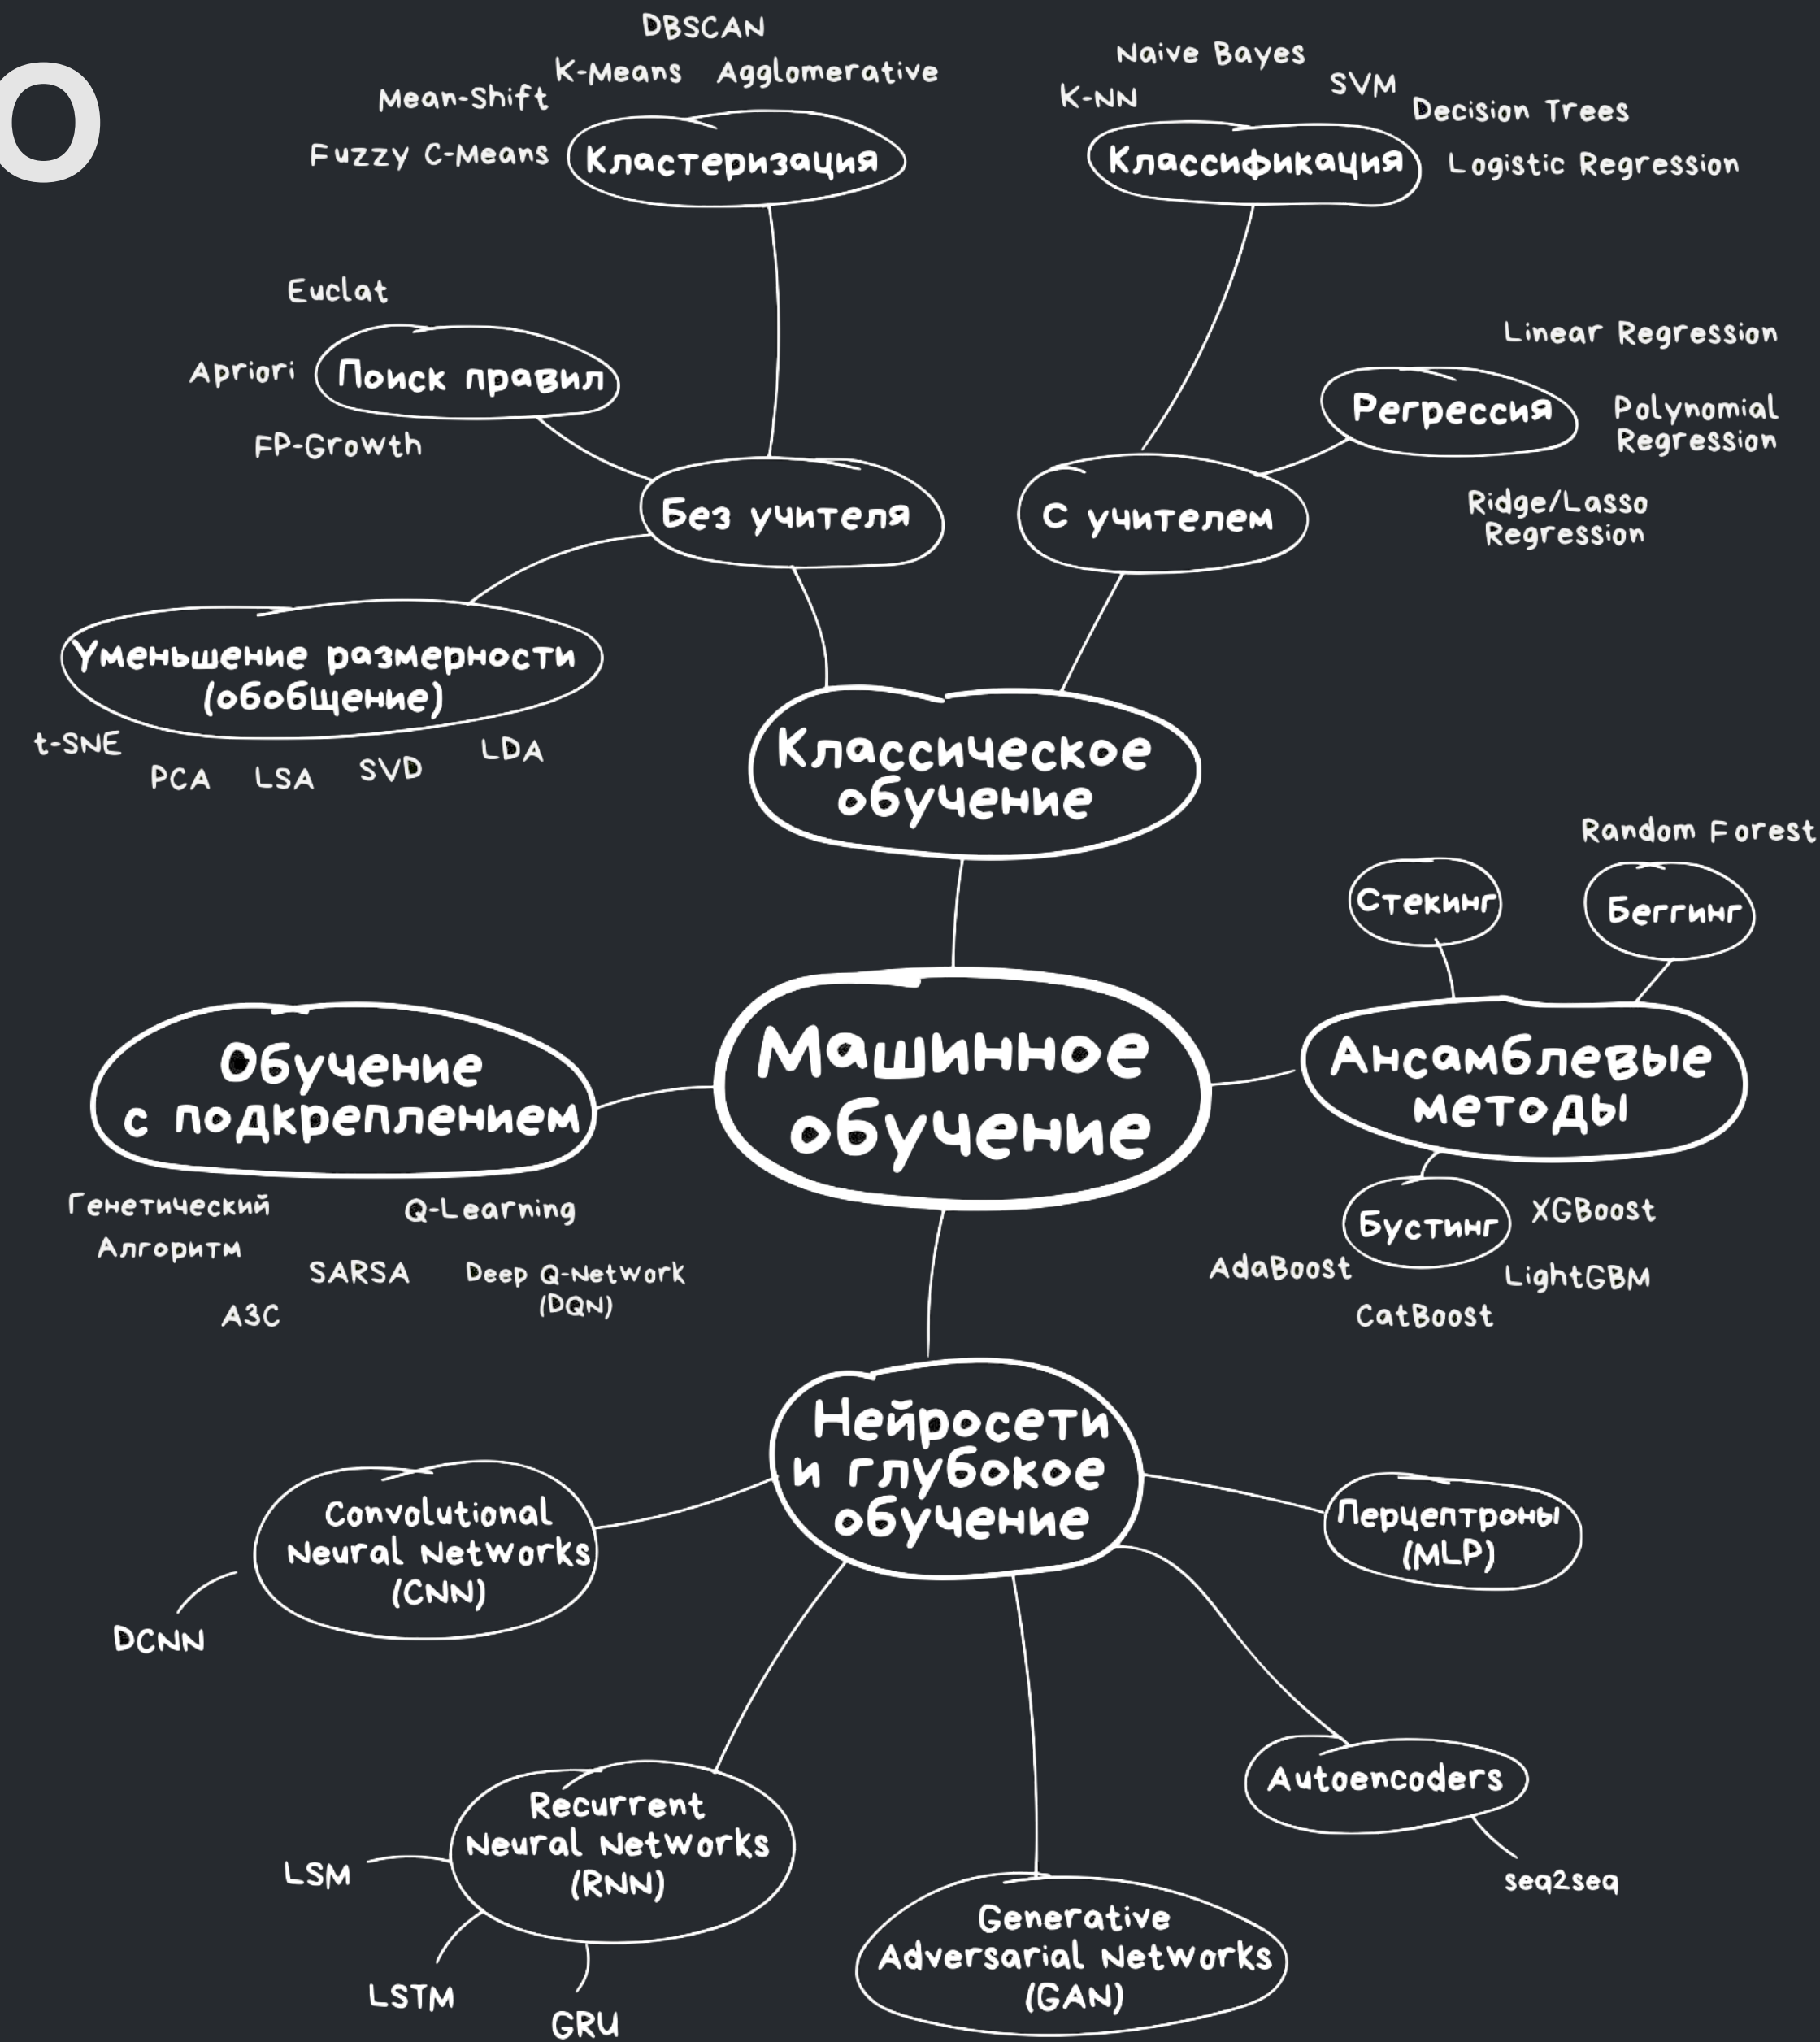 O
DBSCAN
K-Means
Agglomerative
Mean-Shift
Fuzzy C-Means
Кластеризация
Naive Bayes
K-NN
SVM
Decision Trees
Классификация
Logistic Regression
Euclat
Apriori
Поиск правил
FP-Growth
Linear Regression
Регрессия
Polynomial
Regression
Ridge/Lasso
Regression
Без учителя
С учителем
Уменьшение размерности
(обобщение)
t-SNE
PCA
LSA
SVD
LDA
Классическое
обучение
Random Forest
Стекинг
Беггинг
Обучение
с подкреплением
Машинное
обучение
Ансамблевые
методы
Генетический
Алгоритм
Q-Learning
SARSA
Deep Q-Network
(DQN)
A3C
Бустинг
XGBoost
AdaBoost
LightGBM
CatBoost
Нейросети
и глубокое
обучение
Convolutional
Neural Networks
(CNN)
DCNN
Перцептроны
(MLP)
Autoencoders
seq2seq
Recurrent
Neural Networks
(RNN)
LSM
LSTM
GRU
Generative
Adversarial Networks
(GAN)